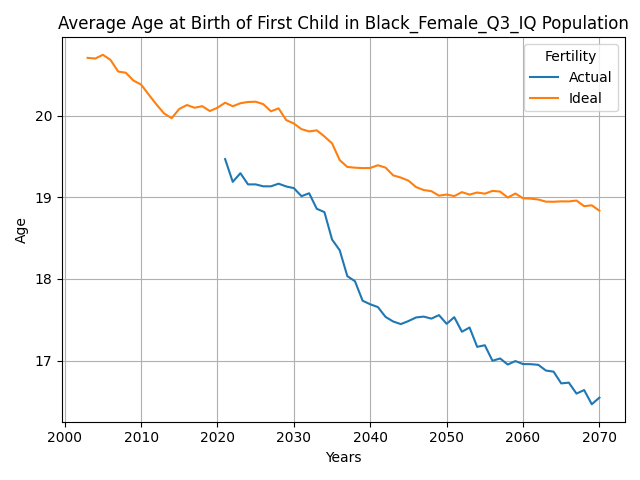 Average Age at Birth of First Child in Black_Female_Q3_IQ Population
Fertility
Actual
Ideal
Age
20
19
18
17
2000 2010 2020 2030 2040 2050 2060 2070
Years